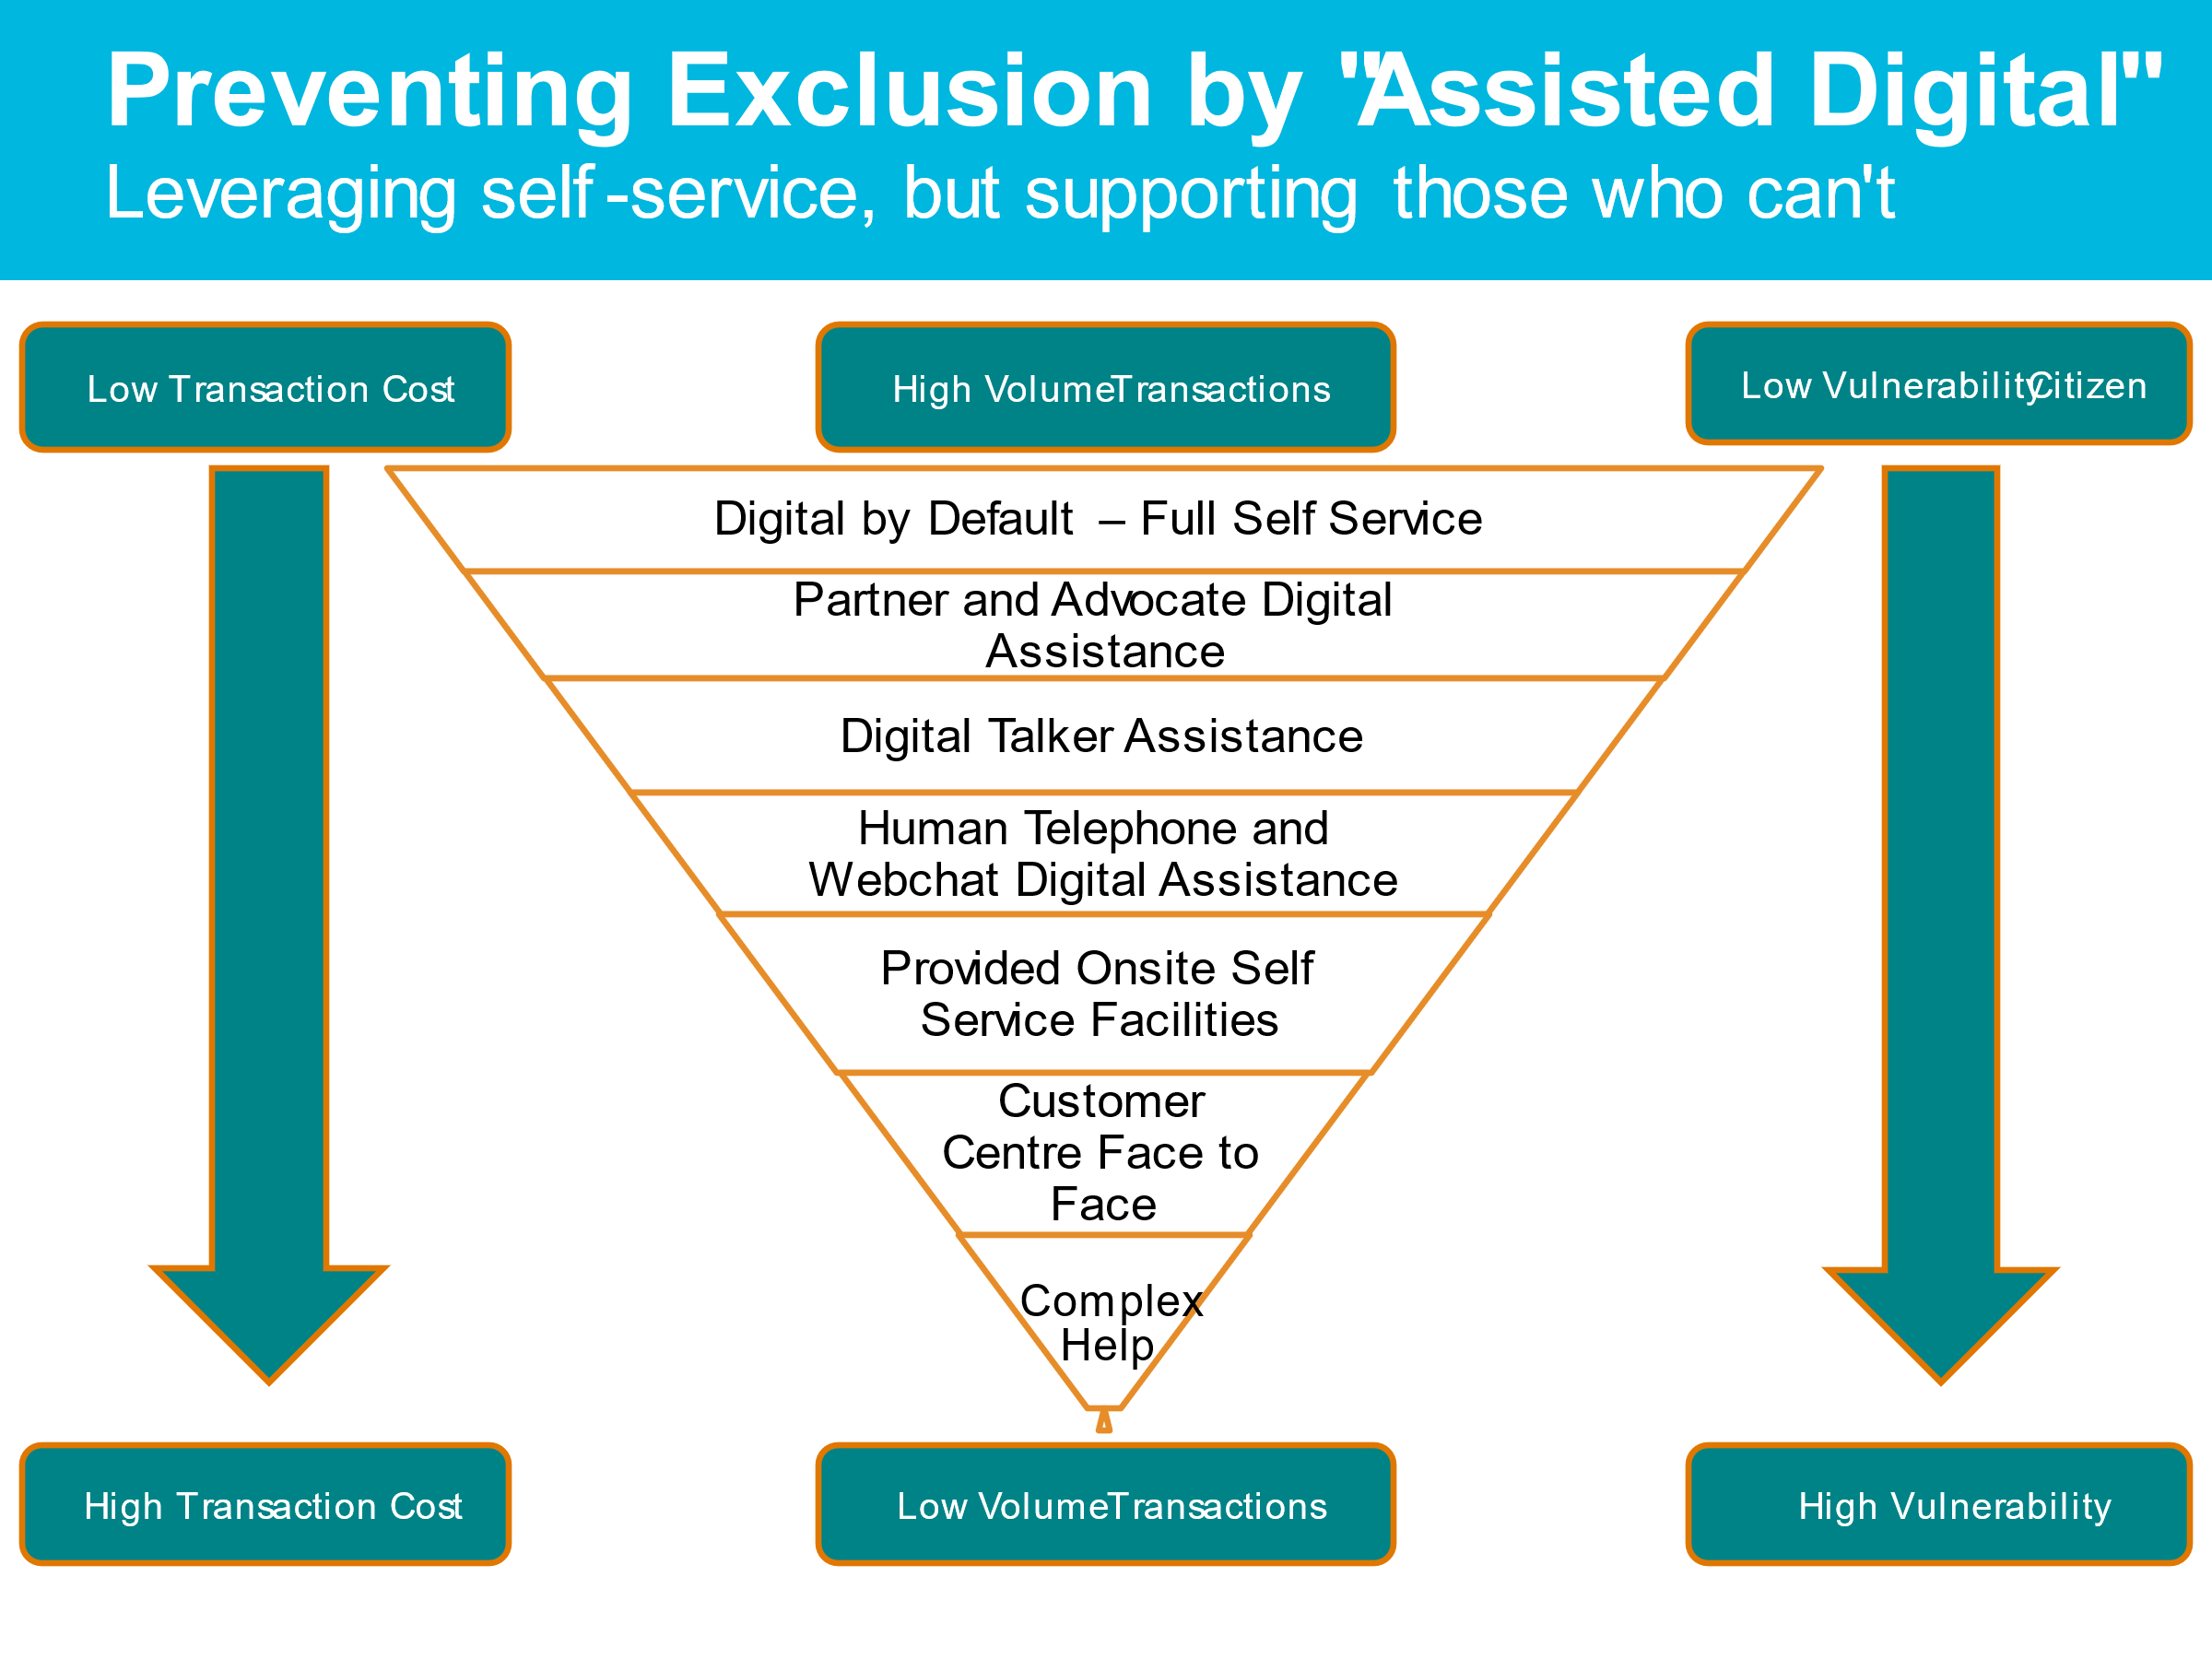 Preventing Exclusion by "Assisted Digital"
Leveraging self-service, but supporting those who can't
Low Transaction Cost
High Volume Transactions
Low Vulnerability Citizen
Digital by Default – Full Self Service
Partner and Advocate Digital
Assistance
Digital Talker Assistance
Human Telephone and
Webchat Digital Assistance
Provided Onsite Self
Service Facilities
Customer
Centre Face to
Face
Complex
Help
High Transaction Cost
Low Volume Transactions
High Vulnerability